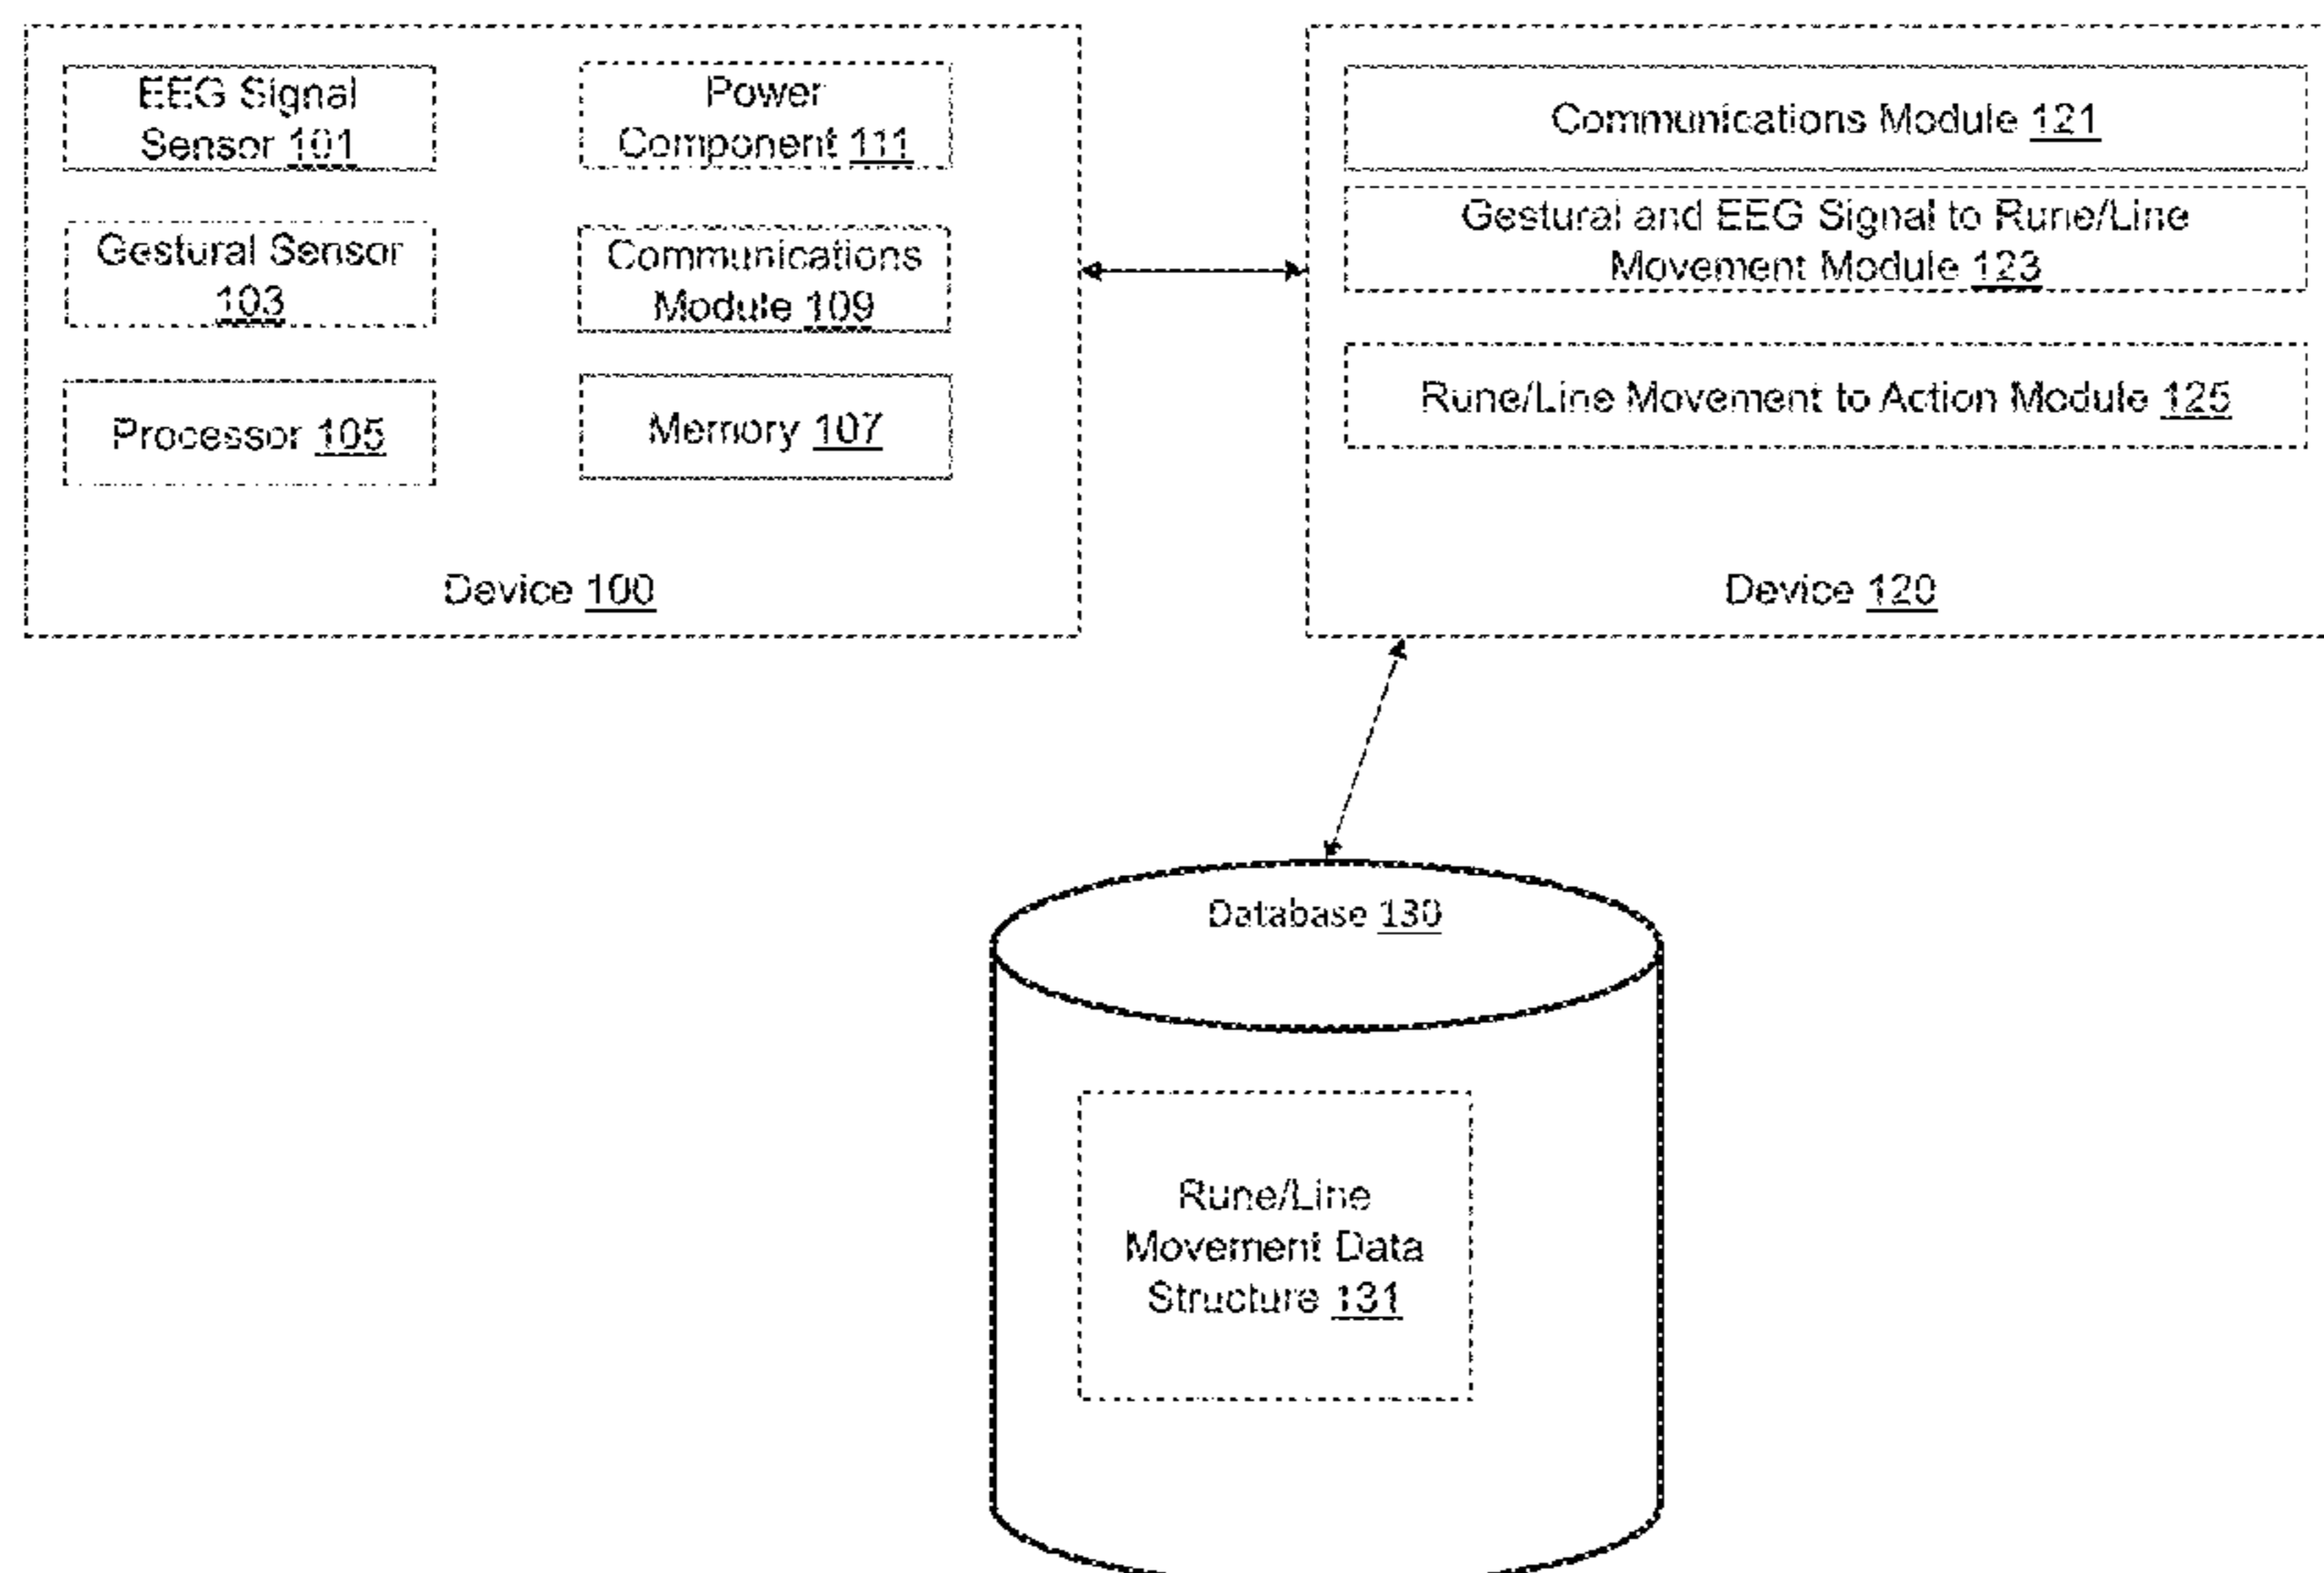 EEG Signal
Sensor 101
Power
Component 111
Gestural Sensor
103
Communications
Module 109
Processor 105
Memory 107
Device 100
Communications Module 121
Gestural and EEG Signal to Rune/Line
Movement Module 123
Rune/Line Movement to Action Module 125
Device 120
Database 130
Rune/Line
Movement Data
Structure 131